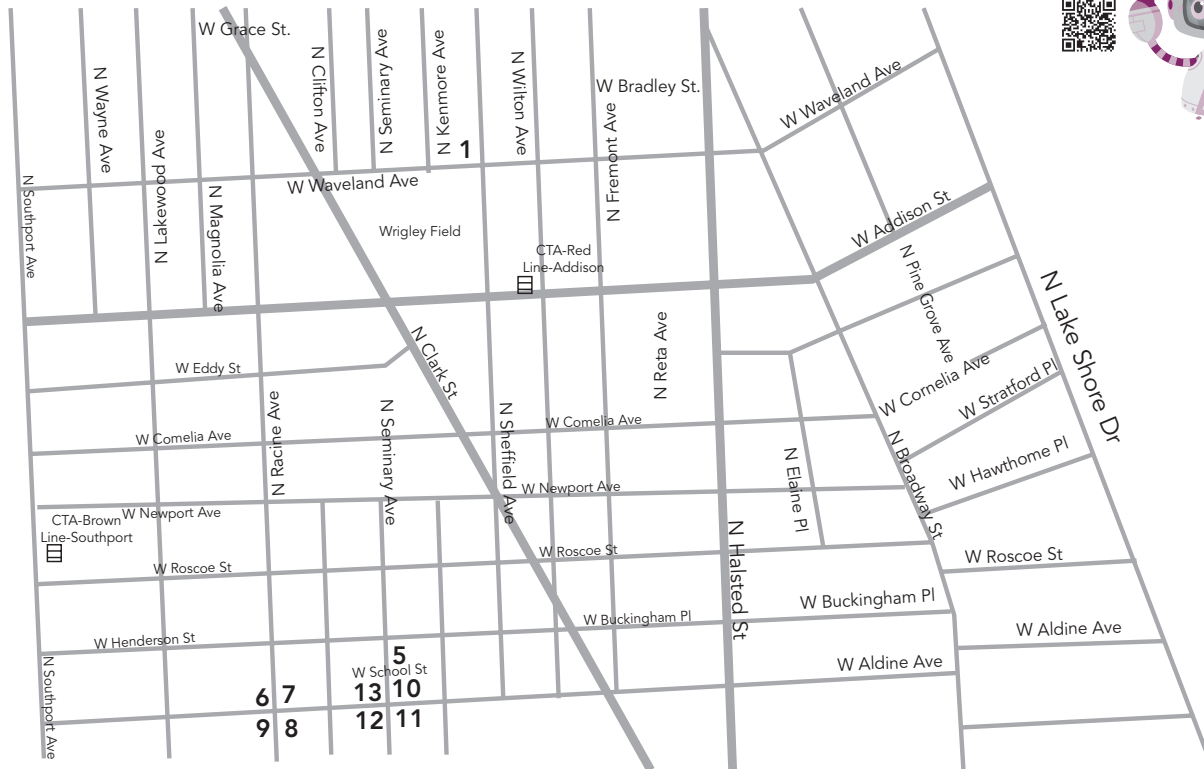 W Grace St.
N Clifton Ave
N Seminary Ave
N Kenmore Ave
N Wilton Ave
W Bradley St.
W Waveland Ave
N Wayne Ave
N Lakewood Ave
N Fremont Ave
1
N Southport Ave
N Magnolia Ave
W Waveland Ave
Wrigley Field
W Addison St
CTA-Red
Line-Addison
N Pine Grove Ave
N Lake Shore Dr
N Clark St
N Reta Ave
W Eddy St
W Cornelia Ave
W Stratford Pl
N Racine Ave
N Seminary Ave
N Sheffield Ave
W Comelia Ave
W Comelia Ave
N Broadway St
W Hawthome Pl
N Elaine Pl
W Newport Ave
W Newport Ave
CTA-Brown
Line-Southport
N Halsted St
W Roscoe St
W Roscoe St
W Roscoe St
W Buckingham Pl
W Buckingham Pl
W Henderson St
W Aldine Ave
W Aldine Ave
5
W School St
N Southport Ave
6 7
13 10
9 8
12 11